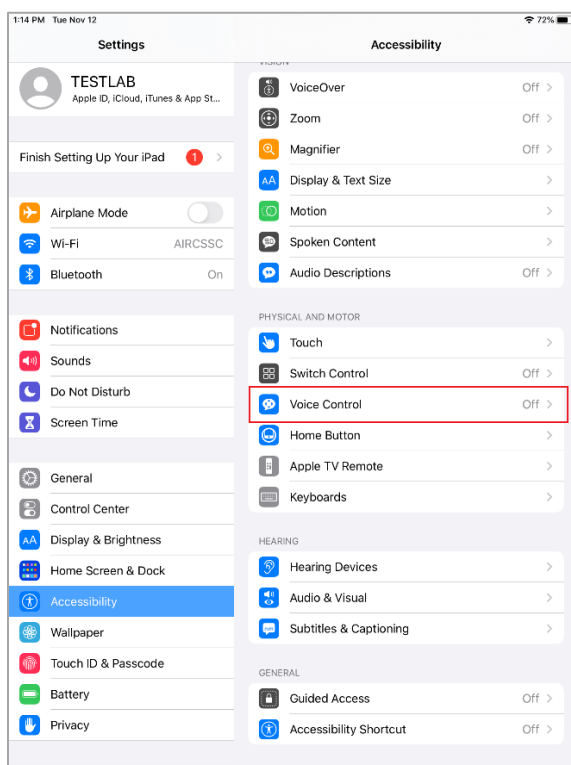 1:14 PM Tue Nov 12 72%
Settings
TESTLAB
Apple ID, iCloud, iTunes & App St...
Finish Setting Up Your iPad 1
Airplane Mode
Wi-Fi AIRCSSC
Bluetooth On
Notifications
Sounds
Do Not Disturb
Screen Time
General
Control Center
AA Display & Brightness
Home Screen & Dock
Accessibility
Wallpaper
Touch ID & Passcode
Battery
Privacy
Accessibility
VISION
VoiceOver Off
Zoom Off
Magnifier Off
AA Display & Text Size
Motion
Spoken Content
Audio Descriptions Off
PHYSICAL AND MOTOR
Touch
Switch Control Off
Voice Control Off
Home Button
Apple TV Remote
Keyboards
HEARING
Hearing Devices
Audio & Visual
Subtitles & Captioning
GENERAL
Guided Access Off
Accessibility Shortcut Off